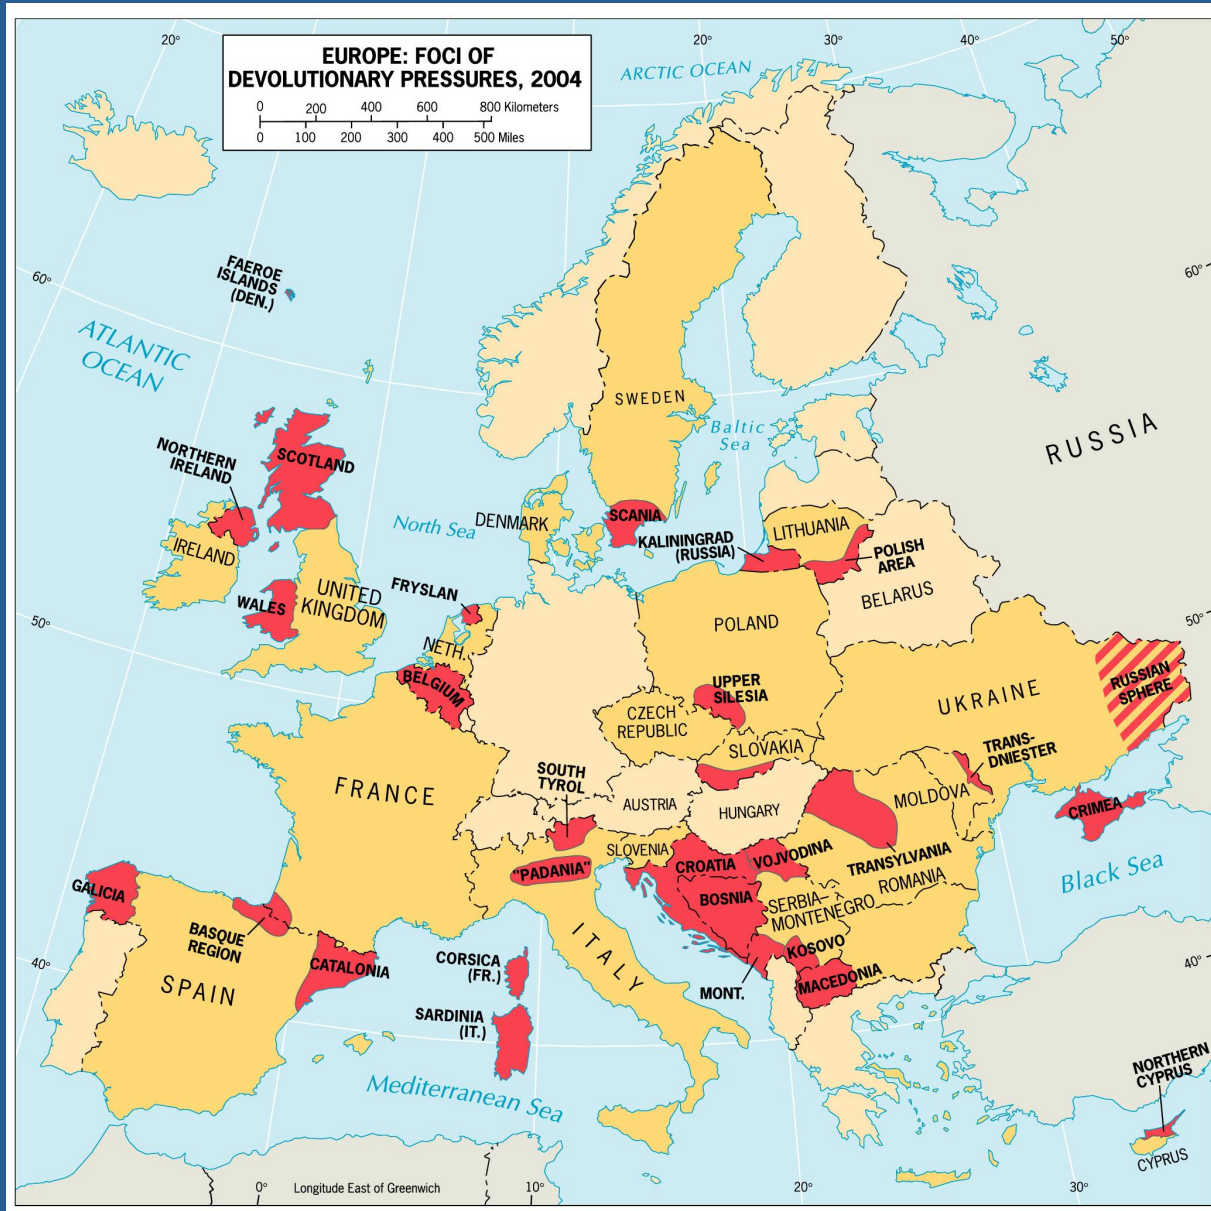 EUROPE: FOCI OF
DEVOLUTIONARY PRESSURES, 2004
0 200 400 600 800 Kilometers
0 100 200 300 400 500 Miles
20°
20°
30°
40°
50°
ARCTIC OCEAN
60°
60°
FAEROE
ISLANDS
(DEN.)
ATLANTIC
OCEAN
SWEDEN
Baltic
Sea
RUSSIA
NORTHERN
IRELAND
SCOTLAND
North Sea
DENMARK
SCANIA
KALININGRAD
(RUSSIA)
LITHUANIA
POLISH
AREA
BELARUS
IRELAND
UNITED
KINGDOM
WALES
FRYSLAN
NETH.
BELGIUM
POLAND
50°
50°
UPPER
SILESIA
CZECH
REPUBLIC
SLOVAKIA
UKRAINE
RUSSIAN
SPHERE
TRANS-
DNIESTER
MOLDOVA
CRIMEA
FRANCE
SOUTH
TYROL
AUSTRIA
HUNGARY
SLOVENIA
"PADANIA"
CROATIA
VOJVODINA
TRANSYLVANIA
ROMANIA
BOSNIA
SERBIA–
MONTENEGRO
KOSOVO
MACEDONIA
MONT.
Black Sea
GALICIA
BASQUE
REGION
CATALONIA
SPAIN
CORSICA
(FR.)
SARDINIA
(IT.)
ITALY
40°
40°
Mediterranean Sea
NORTHERN
CYPRUS
CYPRUS
0°
Longitude East of Greenwich
10°
20°
30°